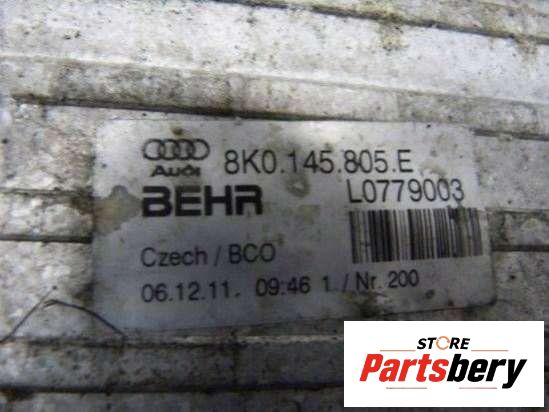 Audi 8K0.145.805.E
BEHR L0779003
Czech / BCO
06.12.11. 09:46 1 / Nr. 200
STORE
Partsbery